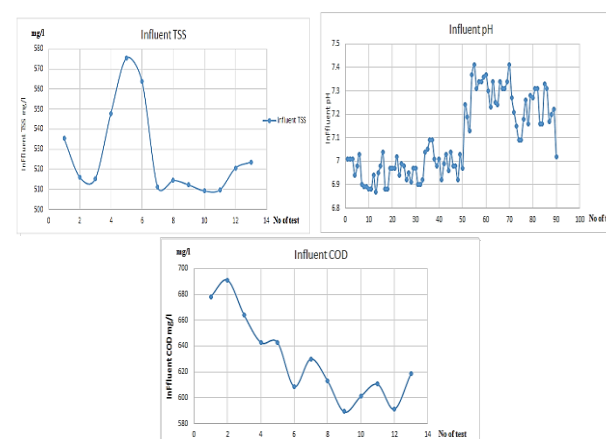 mg/l
Influent TSS
580
570
560
550
540
530
520
510
500
InFFluent TSS mg/l
Influent TSS
0 2 4 6 8 10 12 14
No of test
Influent pH
7.5
7.4
7.3
7.2
7.1
7
6.9
6.8
InFFluent pH
0 10 20 30 40 50 60 70 80 90 100
No of test
mg/l
Influent COD
700
680
660
640
620
600
580
InFFluent COD mg/l
0 2 4 6 8 10 12 14
No of test